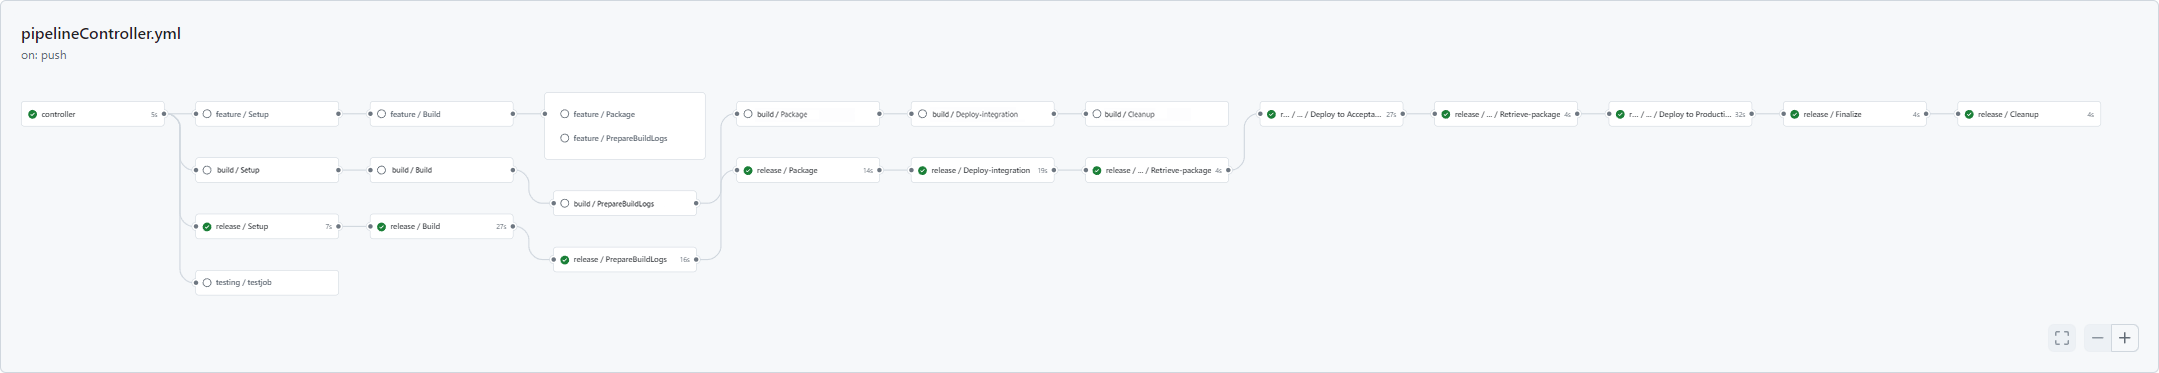 pipelineController.yml
on: push
controller 5s
feature / Setup
feature / Build
feature / Package
feature / PrepareBuildLogs
build / Package
build / Deploy-integration
build / Cleanup
r... / ... / Deploy to Accepta... 27s
release / ... / Retrieve-package 4s
r... / ... / Deploy to Producti... 32s
release / Finalize 4s
release / Cleanup 4s
build / Setup
build / Build
build / PrepareBuildLogs
release / Package 14s
release / Deploy-integration 19s
release / ... / Retrieve-package 4s
release / Setup 7s
release / Build 27s
release / PrepareBuildLogs 16s
testing / testjob